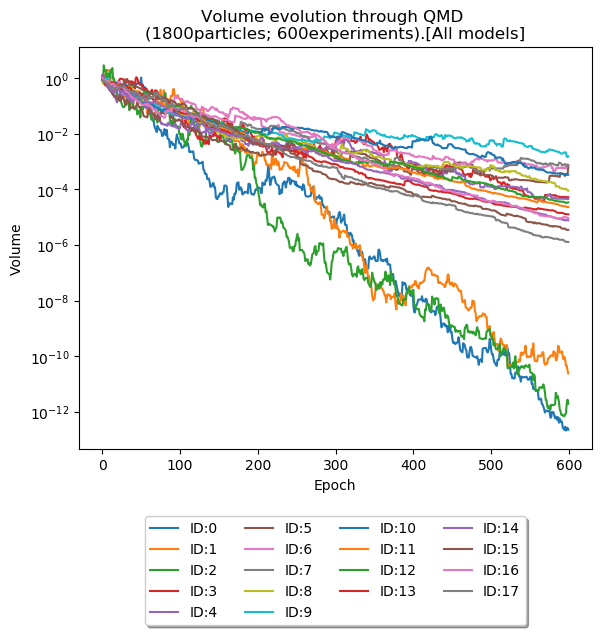 Volume evolution through QMD
(1800particles; 600experiments).[All models]
Volume
10^0
10^-2
10^-4
10^-6
10^-8
10^-10
10^-12
0 100 200 300 400 500 600
Epoch
ID:0 ID:5 ID:10 ID:14
ID:1 ID:6 ID:11 ID:15
ID:2 ID:7 ID:12 ID:16
ID:3 ID:8 ID:13 ID:17
ID:4 ID:9